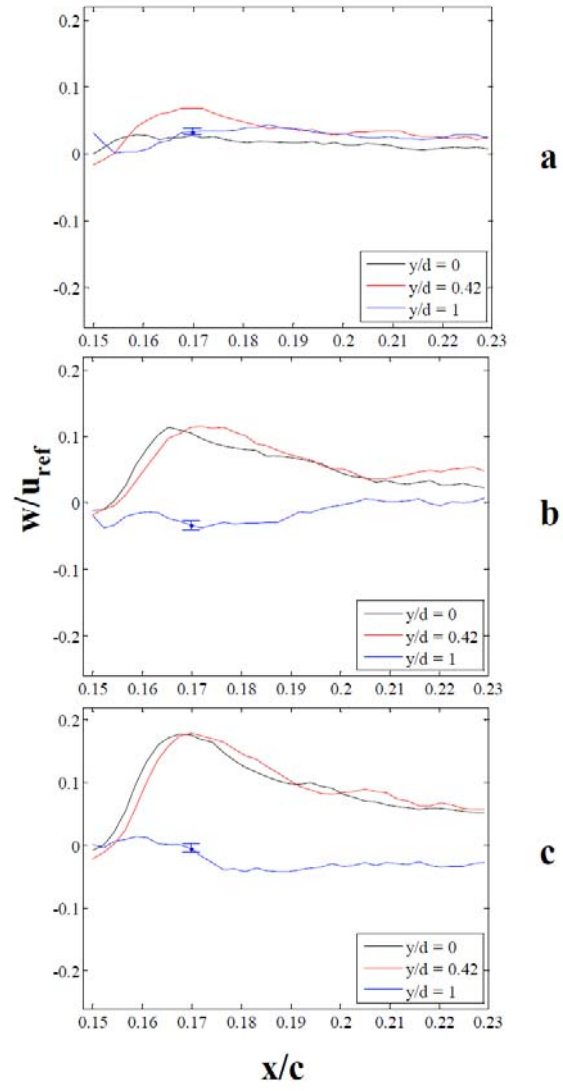 0.2
0.1
0
-0.1
-0.2
y/d = 0
y/d = 0.42
y/d = 1
0.15 0.16 0.17 0.18 0.19 0.2 0.21 0.22 0.23
a
0.2
0.1
0
-0.1
-0.2
y/d = 0
y/d = 0.42
y/d = 1
0.15 0.16 0.17 0.18 0.19 0.2 0.21 0.22 0.23
b
w/u_ref
0.2
0.1
0
-0.1
-0.2
y/d = 0
y/d = 0.42
y/d = 1
0.15 0.16 0.17 0.18 0.19 0.2 0.21 0.22 0.23
c
x/c